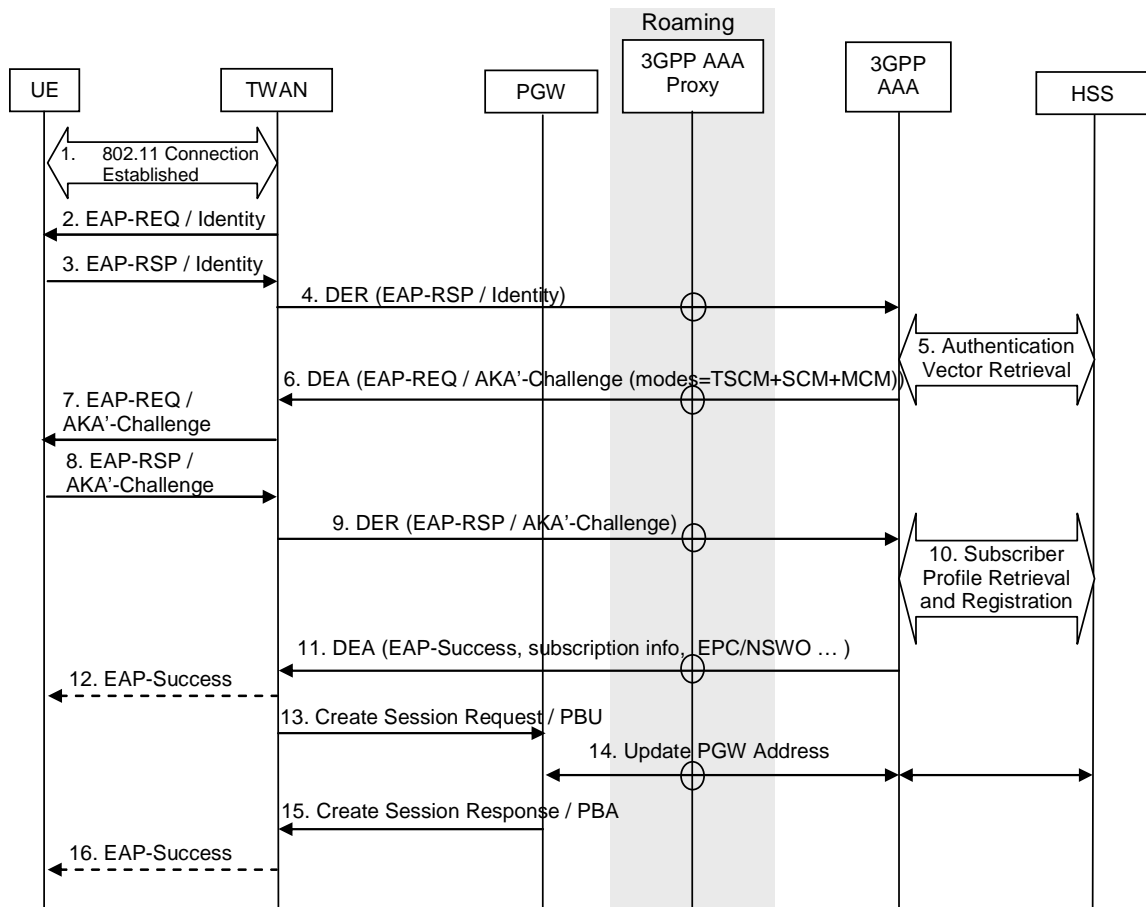 Roaming
UE
TWAN
PGW
3GPP AAA
Proxy
3GPP
AAA
HSS
1. 802.11 Connection
Established
2. EAP-REQ / Identity
3. EAP-RSP / Identity
4. DER (EAP-RSP / Identity)
5. Authentication
Vector Retrieval
6. DEA (EAP-REQ / AKA'-Challenge (modes=TSCM+SCM+MCM))
7. EAP-REQ /
AKA'-Challenge
8. EAP-RSP /
AKA'-Challenge
9. DER (EAP-RSP / AKA'-Challenge)
10. Subscriber
Profile Retrieval
and Registration
11. DEA (EAP-Success, subscription info, EPC/NSWO … )
12. EAP-Success
13. Create Session Request / PBU
14. Update PGW Address
15. Create Session Response / PBA
16. EAP-Success